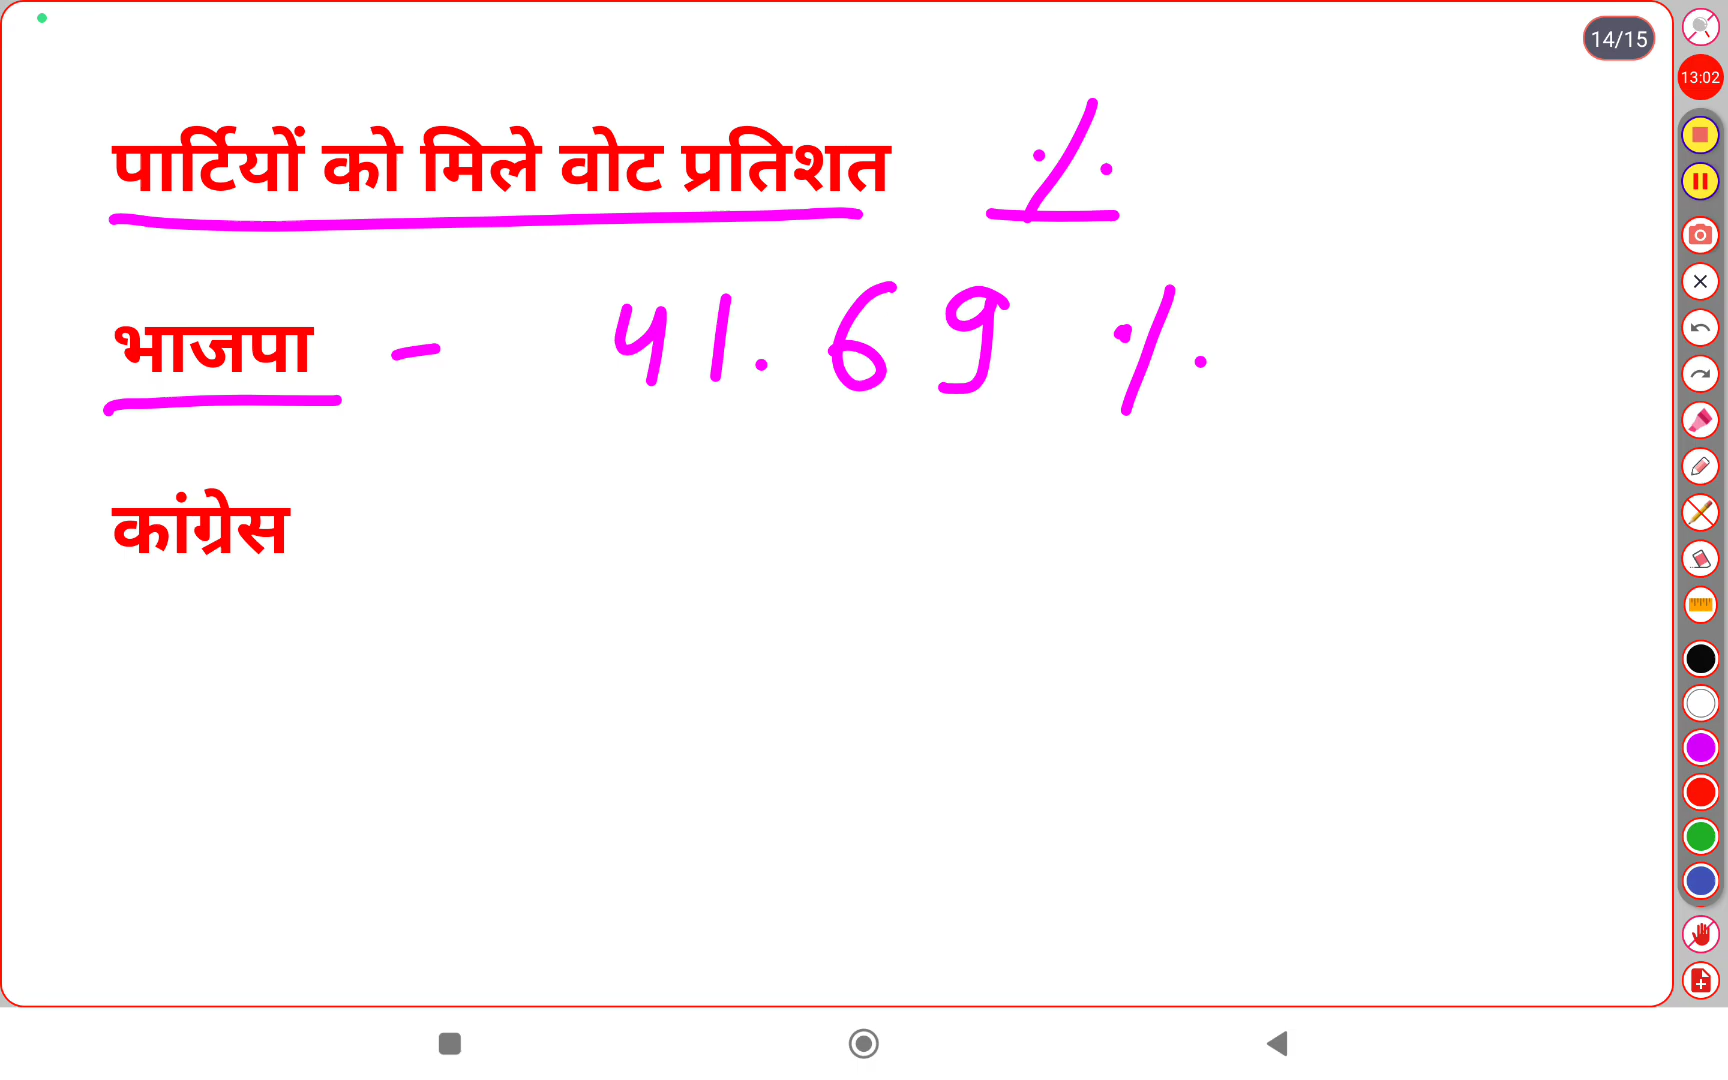 14/15
13:02
पार्टियों को मिले वोट प्रतिशत %
भाजपा - 41.69 %
कांग्रेस